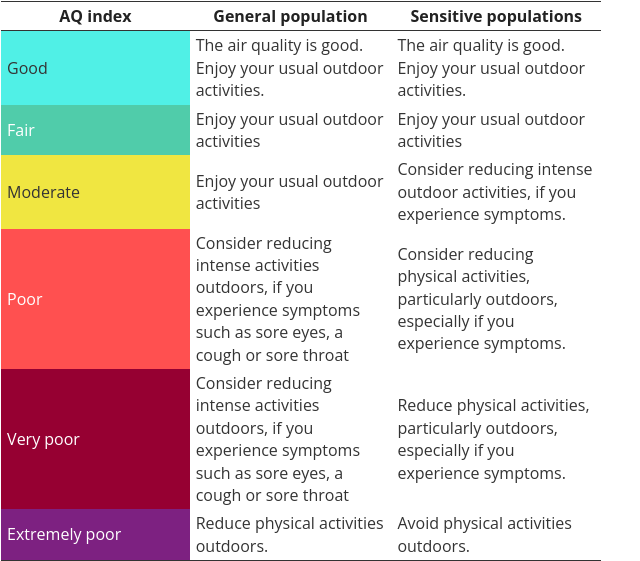 AQ index General population Sensitive populations
Good
The air quality is good.
Enjoy your usual outdoor
activities.
The air quality is good.
Enjoy your usual outdoor
activities.
Fair
Enjoy your usual outdoor
activities
Enjoy your usual outdoor
activities
Moderate
Enjoy your usual outdoor
activities
Consider reducing intense
outdoor activities, if you
experience symptoms.
Poor
Consider reducing
intense activities
outdoors, if you
experience symptoms
such as sore eyes, a
cough or sore throat
Consider reducing
physical activities,
particularly outdoors,
especially if you
experience symptoms.
Very poor
Consider reducing
intense activities
outdoors, if you
experience symptoms
such as sore eyes, a
cough or sore throat
Reduce physical activities,
particularly outdoors,
especially if you
experience symptoms.
Extremely poor
Reduce physical activities
outdoors.
Avoid physical activities
outdoors.